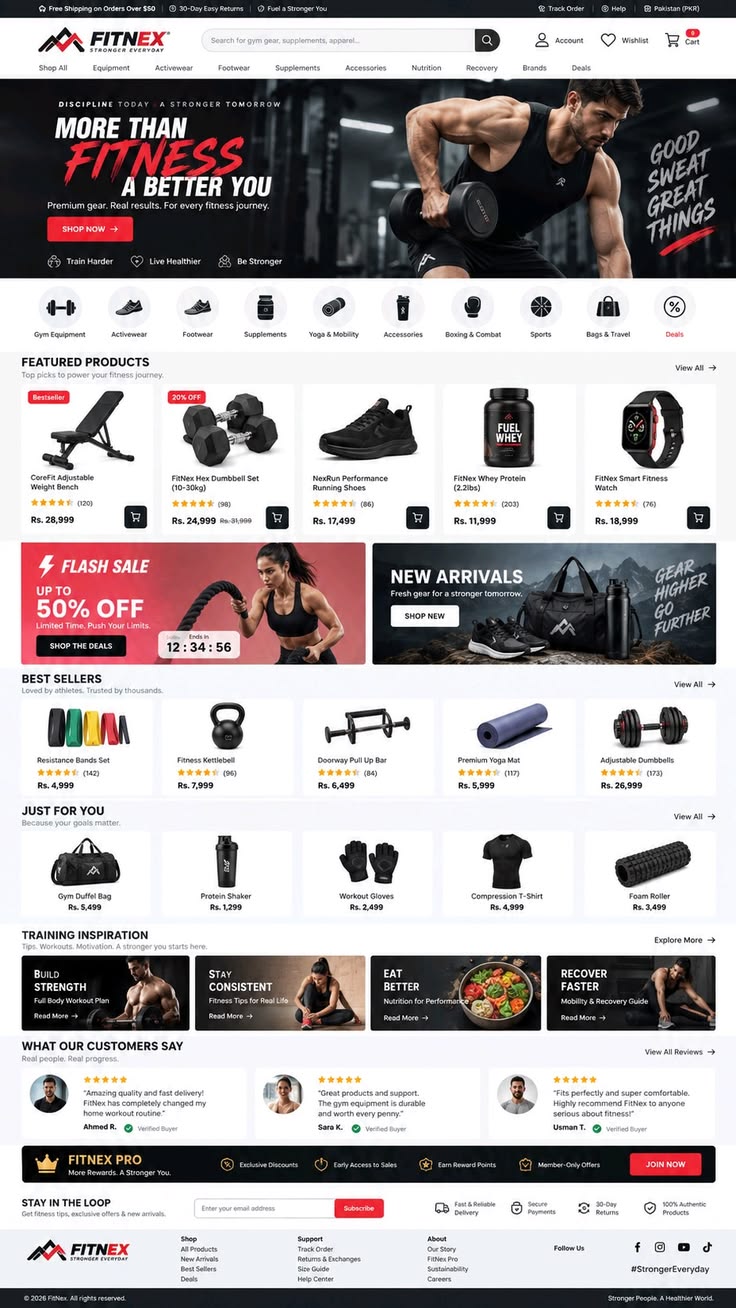 Free Shipping on Orders Over $50
30-Day Easy Returns
Fuel a Stronger You
Track Order
Help
Pakistan (PKR)
FITNEX
STRONGER EVERYDAY
Search for gym gear, supplements, apparel...
Account
Wishlist
0
Cart
Shop All
Equipment
Activewear
Footwear
Supplements
Accessories
Nutrition
Recovery
Brands
Deals
DISCIPLINE TODAY A STRONGER TOMORROW
MORE THAN
FITNESS
A BETTER YOU
Premium gear. Real results. For every fitness journey.
SHOP NOW →
Train Harder
Live Healthier
Be Stronger
GOOD
SWEAT
GREAT
THINGS
Gym Equipment
Activewear
Footwear
Supplements
Yoga & Mobility
Accessories
Boxing & Combat
Sports
Bags & Travel
%
Deals
FEATURED PRODUCTS
Top picks to power your fitness journey.
View All →
Bestseller
CoreFit Adjustable
Weight Bench
(120)
Rs. 28,999
20% OFF
FitNex Hex Dumbbell Set
(10-30kg)
(98)
Rs. 24,999 Rs. 31,999
NexRun Performance
Running Shoes
(86)
Rs. 17,499
FUEL
WHEY
FitNex Whey Protein
(2.2lbs)
(203)
Rs. 11,999
FitNex Smart Fitness
Watch
(76)
Rs. 18,999
FLASH SALE
UP TO
50% OFF
Limited Time. Push Your Limits.
SHOP THE DEALS
Ends In
12 : 34 : 56
NEW ARRIVALS
Fresh gear for a stronger tomorrow.
SHOP NEW
GEAR
HIGHER
GO
FURTHER
BEST SELLERS
Loved by athletes. Trusted by thousands.
View All →
Resistance Bands Set
(142)
Rs. 4,999
Fitness Kettlebell
(96)
Rs. 7,999
Doorway Pull Up Bar
(84)
Rs. 6,499
Premium Yoga Mat
(117)
Rs. 5,999
Adjustable Dumbbells
(173)
Rs. 26,999
JUST FOR YOU
Because your goals matter.
View All →
Gym Duffel Bag
Rs. 5,499
Protein Shaker
Rs. 1,299
Workout Gloves
Rs. 2,499
Compression T-Shirt
Rs. 4,999
Foam Roller
Rs. 3,499
TRAINING INSPIRATION
Tips. Workouts. Motivation. A stronger you starts here.
Explore More →
BUILD
STRENGTH
Full Body Workout Plan
Read More →
STAY
CONSISTENT
Fitness Tips for Real Life
Read More →
EAT
BETTER
Nutrition for Performance
Read More →
RECOVER
FASTER
Mobility & Recovery Guide
Read More →
WHAT OUR CUSTOMERS SAY
Real people. Real progress.
View All Reviews →
"Amazing quality and fast delivery!
FitNex has completely changed my
home workout routine."
Ahmed R.
Verified Buyer
"Great products and support.
The gym equipment is durable
and worth every penny."
Sara K.
Verified Buyer
"Fits perfectly and super comfortable.
Highly recommend FitNex to anyone
serious about fitness!"
Usman T.
Verified Buyer
FITNEX PRO
More Rewards. A Stronger You.
Exclusive Discounts
Early Access to Sales
Earn Reward Points
Member-Only Offers
JOIN NOW
STAY IN THE LOOP
Get fitness tips, exclusive offers & new arrivals.
Enter your email address
Subscribe
Fast & Reliable
Delivery
Secure
Payments
30-Day
Returns
100% Authentic
Products
FITNEX
STRONGER EVERYDAY
Shop
All Products
New Arrivals
Best Sellers
Deals
Support
Track Order
Returns & Exchanges
Size Guide
Help Center
About
Our Story
FitNex Pro
Sustainability
Careers
Follow Us
#StrongerEveryday
© 2026 FitNex. All rights reserved.
Stronger People. A Healthier World.